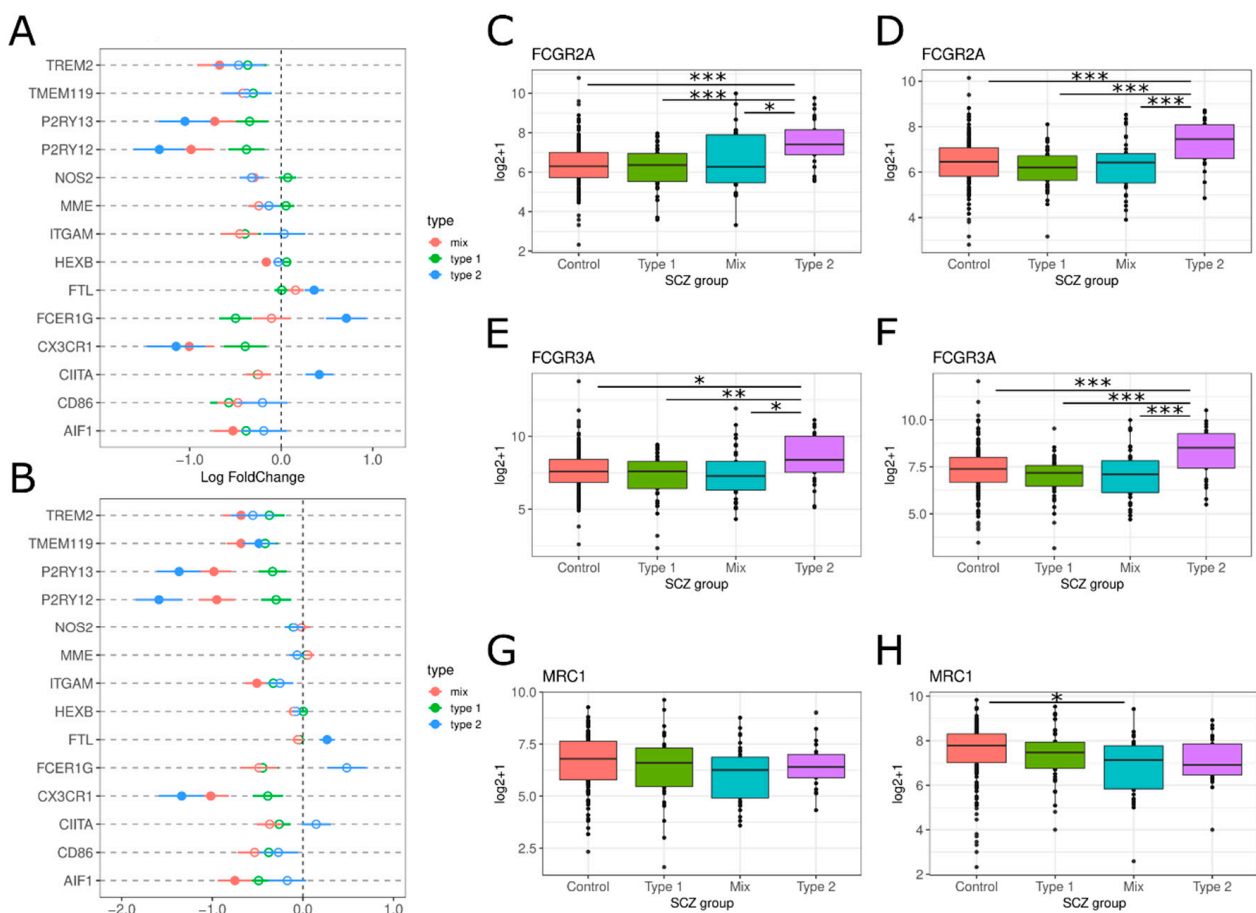 A
TREM2
TMEM119
P2RY13
P2RY12
NOS2
MME
ITGAM
HEXB
FTL
FCER1G
CX3CR1
CIITA
CD86
AIF1
-1.0 0.0 1.0
Log FoldChange
type
mix
type 1
type 2
B
TREM2
TMEM119
P2RY13
P2RY12
NOS2
MME
ITGAM
HEXB
FTL
FCER1G
CX3CR1
CIITA
CD86
AIF1
-2.0 -1.0 0.0 1.0
type
mix
type 1
type 2
C
FCGR2A
***
***
*
log2+1
10
8
6
4
2
Control Type 1 Mix Type 2
SCZ group
D
FCGR2A
***
***
***
log2+1
10
8
6
4
Control Type 1 Mix Type 2
SCZ group
E
FCGR3A
*
**
*
log2+1
10
5
Control Type 1 Mix Type 2
SCZ group
F
FCGR3A
***
***
***
log2+1
10.0
7.5
5.0
Control Type 1 Mix Type 2
SCZ group
G
MRC1
log2+1
10.0
7.5
5.0
2.5
Control Type 1 Mix Type 2
SCZ group
H
MRC1
*
log2+1
10
8
6
4
2
Control Type 1 Mix Type 2
SCZ group